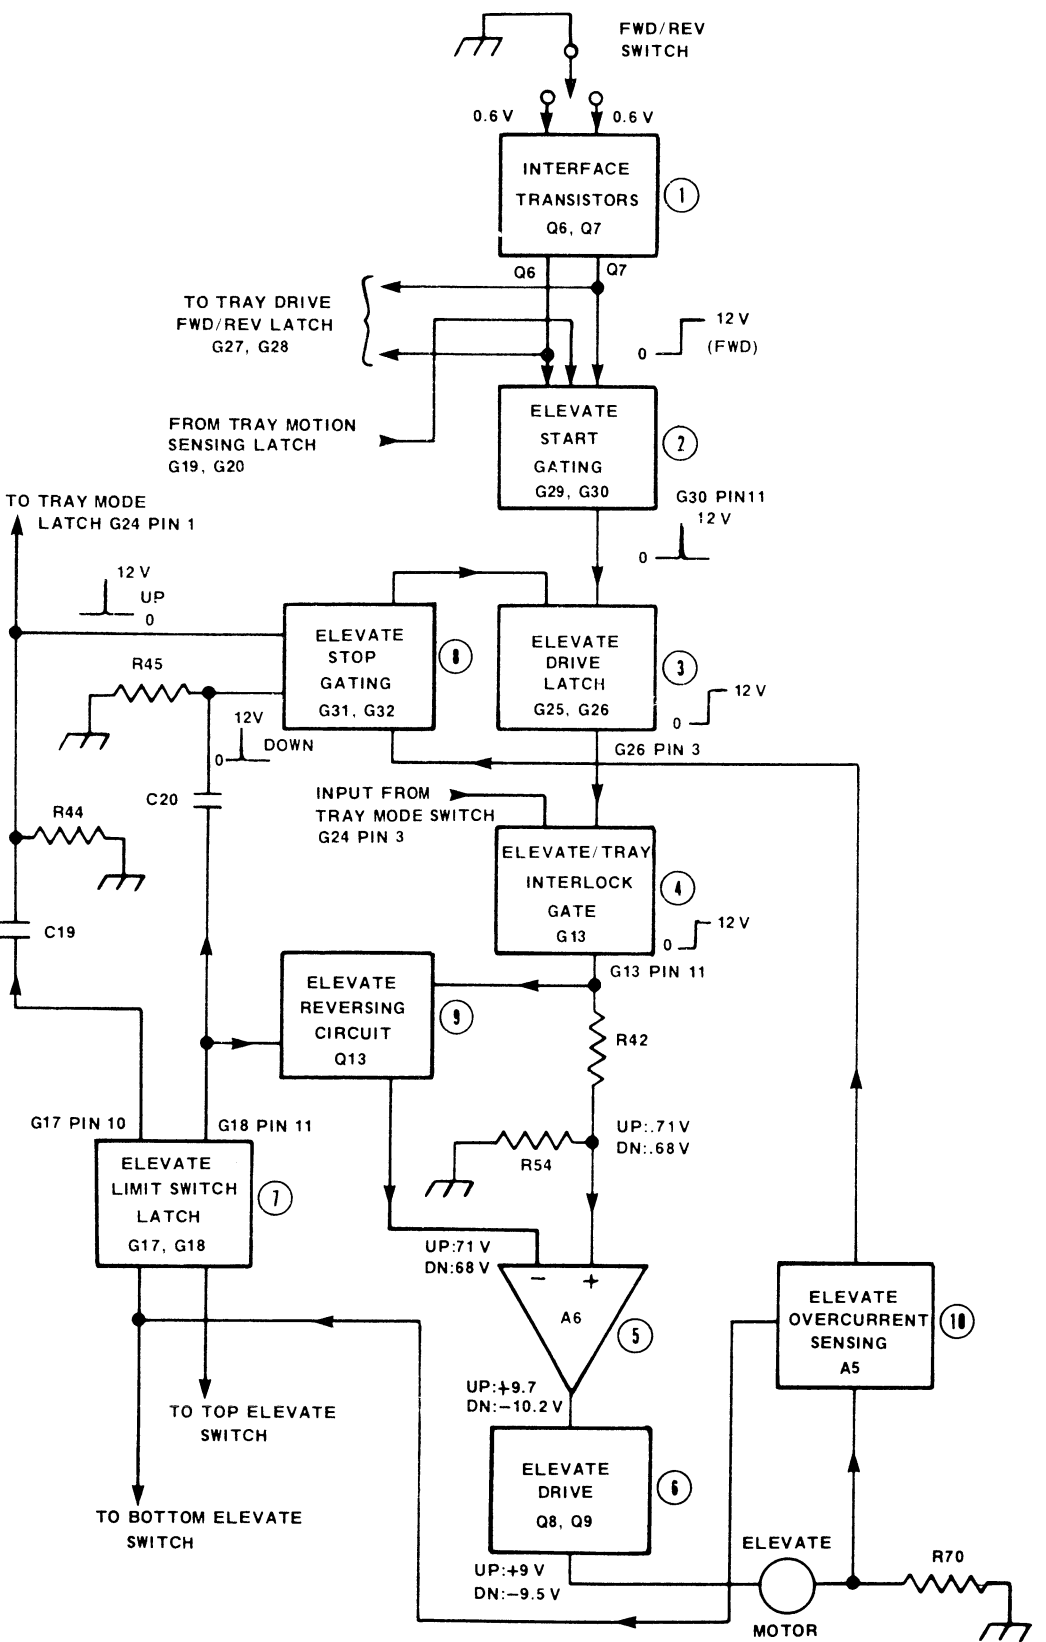 FWD/REV
SWITCH
0.6 V
0.6 V
INTERFACE
TRANSISTORS
Q6, Q7
1
Q6
Q7
TO TRAY DRIVE
FWD/REV LATCH
G27, G28
12 V
0
(FWD)
FROM TRAY MOTION
SENSING LATCH
G19, G20
ELEVATE
START
GATING
G29, G30
2
G30 PIN11
12 V
0
TO TRAY MODE
LATCH G24 PIN 1
12 V
UP
0
ELEVATE
STOP
GATING
G31, G32
8
ELEVATE
DRIVE
LATCH
G25, G26
3
12 V
0
R45
12V
0
DOWN
G26 PIN 3
C20
INPUT FROM
TRAY MODE SWITCH
G24 PIN 3
R44
ELEVATE/TRAY
INTERLOCK
GATE
G13
4
12 V
0
C19
G13 PIN 11
ELEVATE
REVERSING
CIRCUIT
Q13
9
R42
G17 PIN 10
G18 PIN 11
UP:.71 V
DN:.68 V
R54
ELEVATE
LIMIT SWITCH
LATCH
G17, G18
7
UP:71 V
DN:68 V
−
+
A6
5
ELEVATE
OVERCURRENT
SENSING
A5
10
UP:+9.7
DN:−10.2V
TO TOP ELEVATE
SWITCH
ELEVATE
DRIVE
Q8, Q9
6
TO BOTTOM ELEVATE
SWITCH
UP:+9 V
DN:−9.5 V
ELEVATE
MOTOR
R70